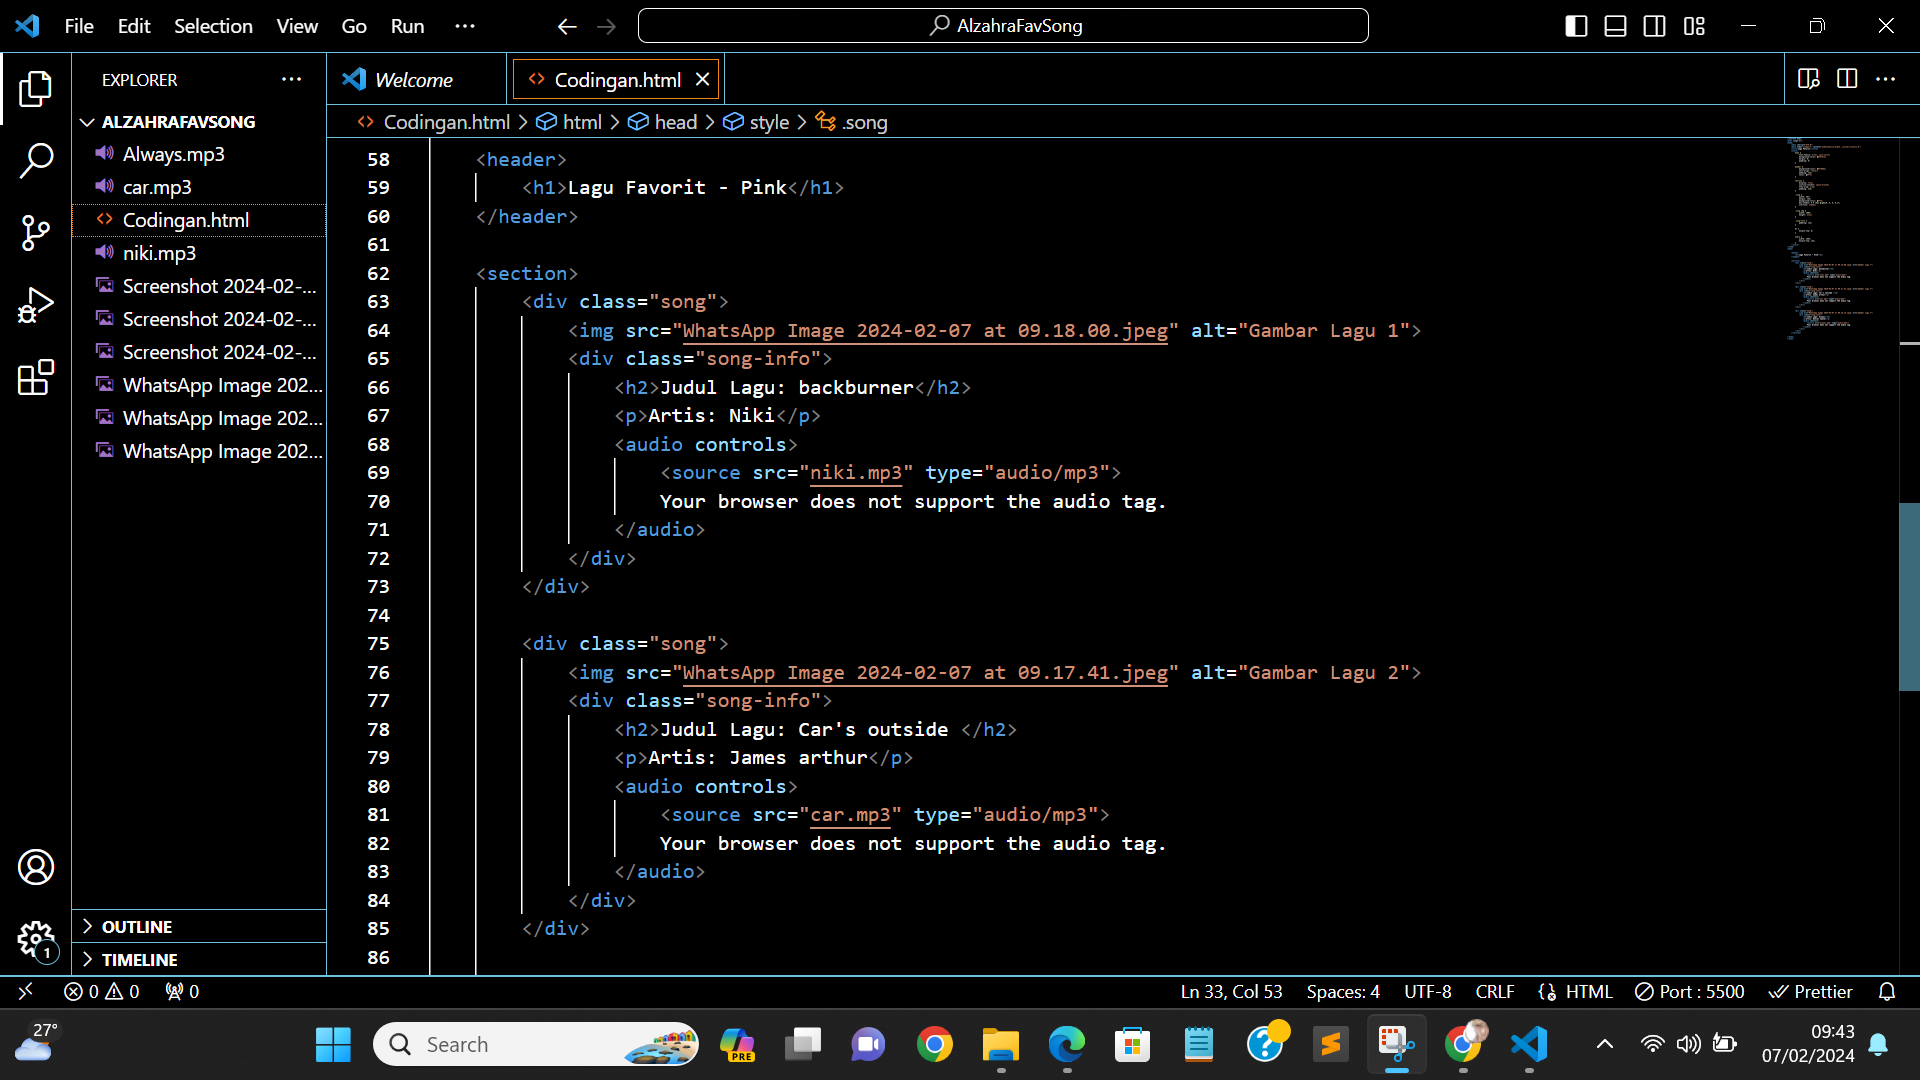 File Edit Selection View Go Run ···
AlzahraFavSong
EXPLORER
Welcome
Codingan.html
ALZAHRAFAVSONG
Codingan.html > html > head > style > .song
Always.mp3
car.mp3
Codingan.html
niki.mp3
Screenshot 2024-02-...
Screenshot 2024-02-...
Screenshot 2024-02-...
WhatsApp Image 202...
WhatsApp Image 202...
WhatsApp Image 202...
OUTLINE
TIMELINE
58 <header>
59 <h1>Lagu Favorit - Pink</h1>
60 </header>
61
62 <section>
63 <div class="song">
64 <img src="WhatsApp Image 2024-02-07 at 09.18.00.jpeg" alt="Gambar Lagu 1">
65 <div class="song-info">
66 <h2>Judul Lagu: backburner</h2>
67 <p>Artis: Niki</p>
68 <audio controls>
69 <source src="niki.mp3" type="audio/mp3">
70 Your browser does not support the audio tag.
71 </audio>
72 </div>
73 </div>
74
75 <div class="song">
76 <img src="WhatsApp Image 2024-02-07 at 09.17.41.jpeg" alt="Gambar Lagu 2">
77 <div class="song-info">
78 <h2>Judul Lagu: Car's outside </h2>
79 <p>Artis: James arthur</p>
80 <audio controls>
81 <source src="car.mp3" type="audio/mp3">
82 Your browser does not support the audio tag.
83 </audio>
84 </div>
85 </div>
86
1
0 0 0
Ln 33, Col 53 Spaces: 4 UTF-8 CRLF HTML Port : 5500 Prettier
27°
Search
PRE
09:43
07/02/2024